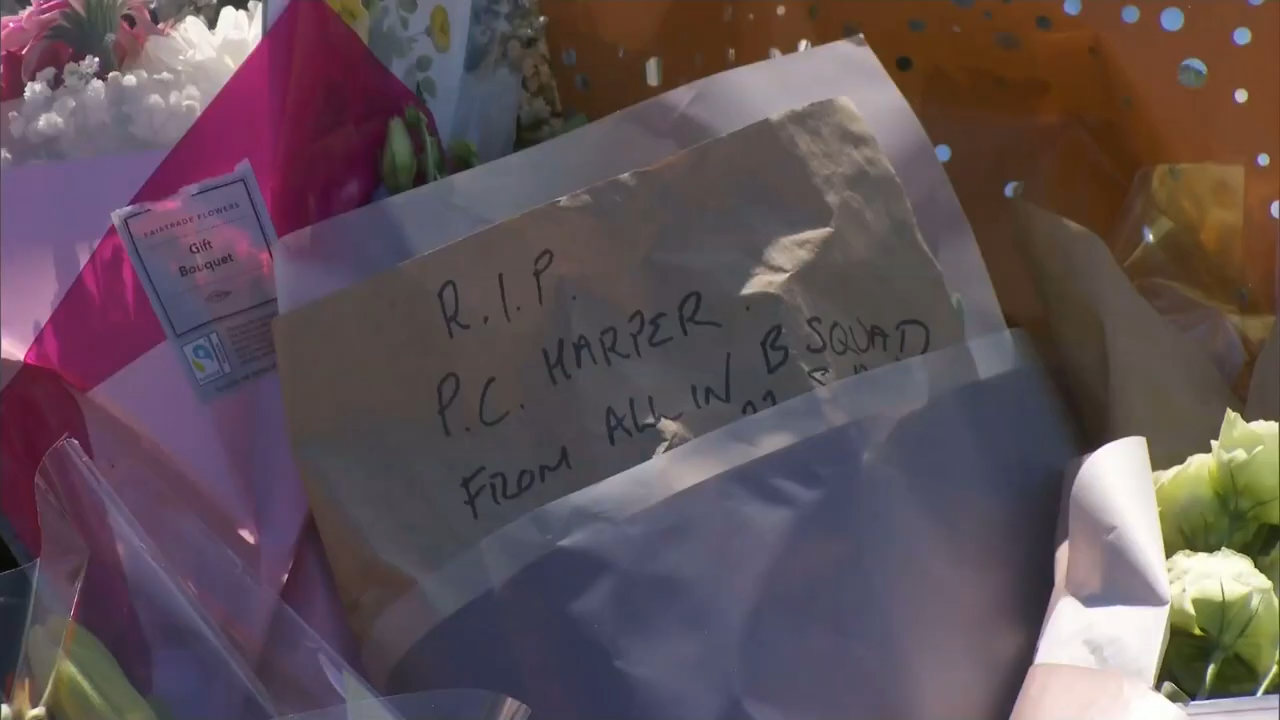 FAIRTRADE FLOWERS
Gift
Bouquet
R.I.P.
P.C. HARPER.
FROM ALL IN B SQUAD